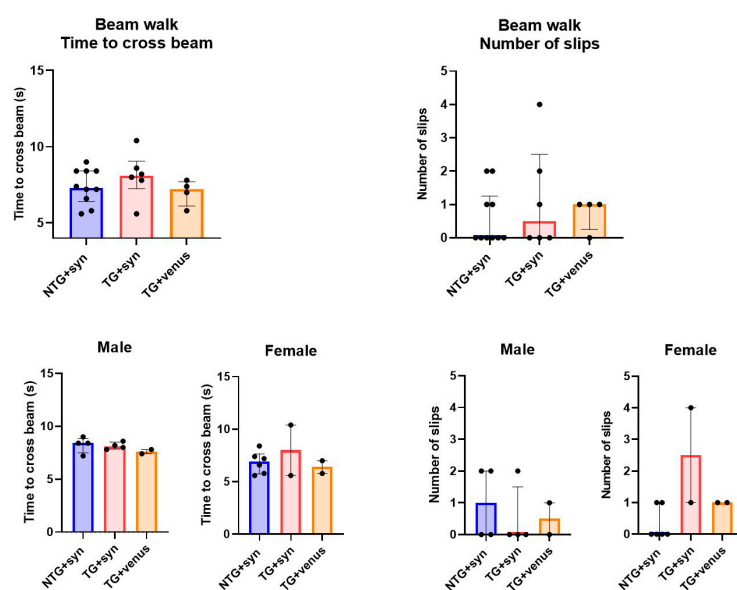 Beam walk
Time to cross beam
Time to cross beam (s)
15
10
5
NTG+syn
TG+syn
TG+venus
Beam walk
Number of slips
Number of slips
5
4
3
2
1
0
NTG+syn
TG+syn
TG+venus
Male
Time to cross beam (s)
15
10
5
0
NTG+syn
TG+syn
TG+venus
Female
Time to cross beam (s)
15
10
5
0
NTG+syn
TG+syn
TG+venus
Male
Number of slips
5
4
3
2
1
0
NTG+syn
TG+syn
TG+venus
Female
Number of slips
5
4
3
2
1
0
NTG+syn
TG+syn
TG+venus